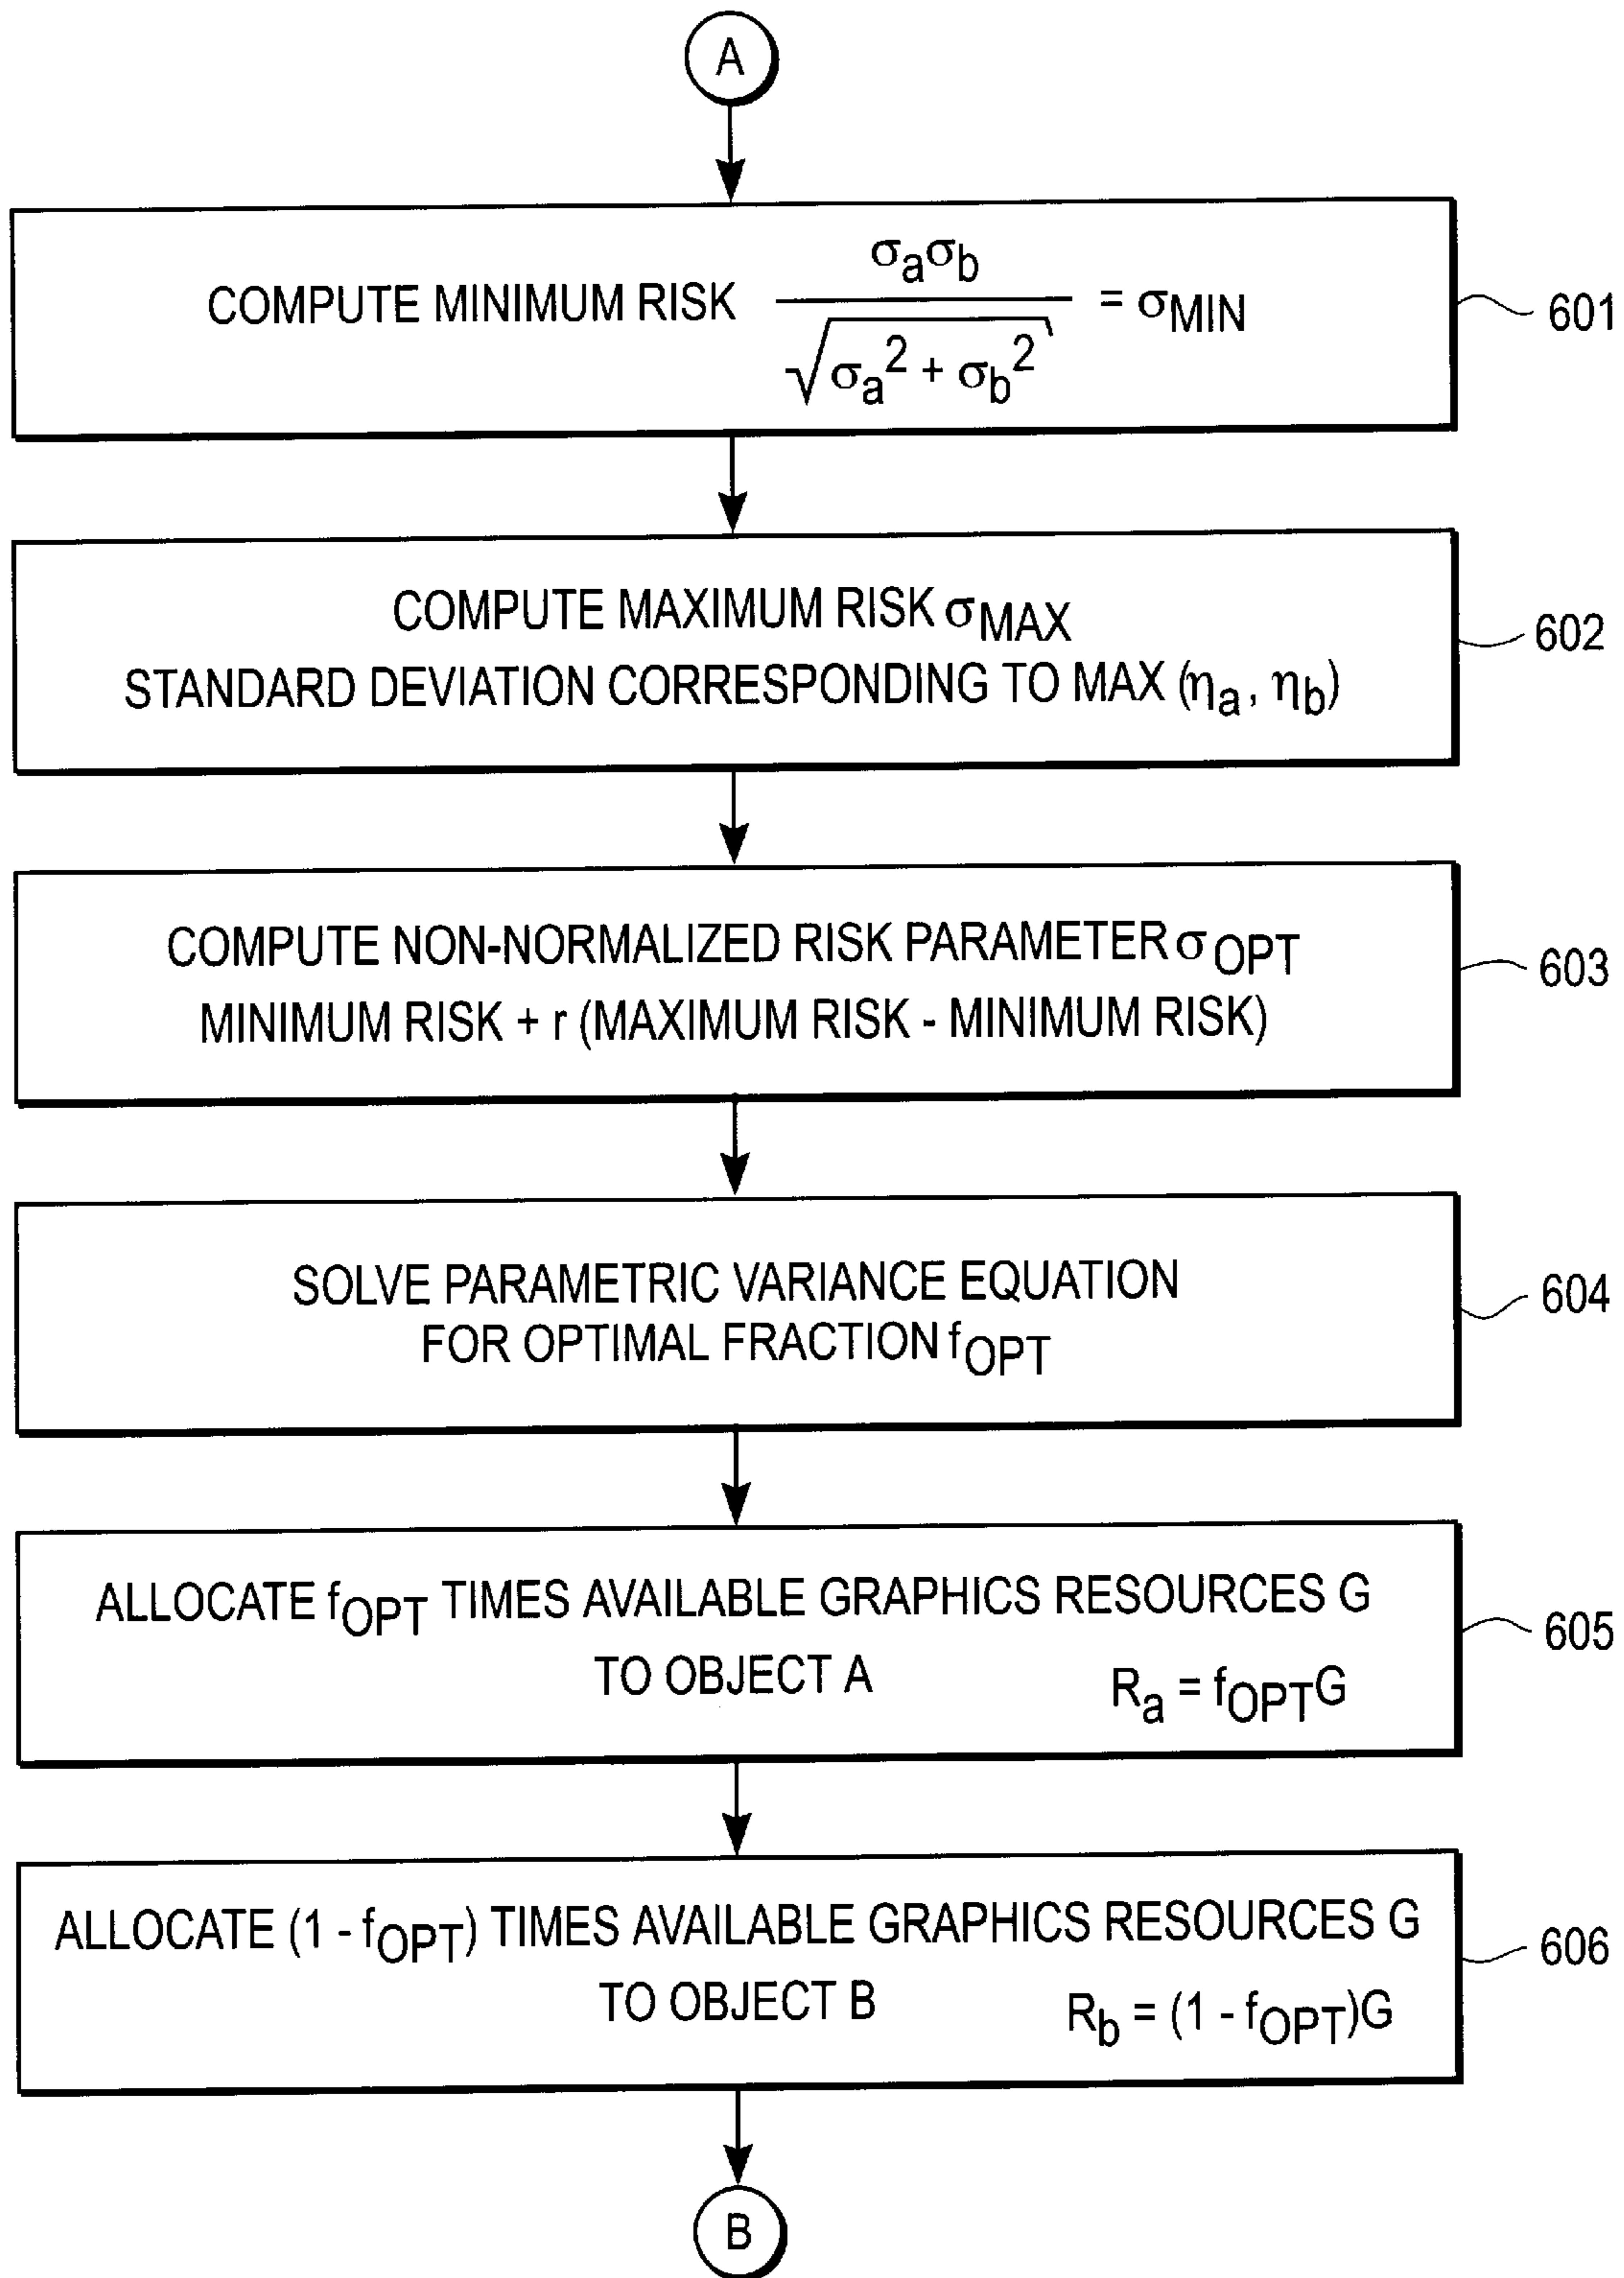 A
COMPUTE MINIMUM RISK σaσb / √σa² + σb² = σMIN
601
COMPUTE MAXIMUM RISK σMAX
STANDARD DEVIATION CORRESPONDING TO MAX (ηa, ηb)
602
COMPUTE NON-NORMALIZED RISK PARAMETER σOPT
MINIMUM RISK + r (MAXIMUM RISK - MINIMUM RISK)
603
SOLVE PARAMETRIC VARIANCE EQUATION
FOR OPTIMAL FRACTION fOPT
604
ALLOCATE fOPT TIMES AVAILABLE GRAPHICS RESOURCES G
TO OBJECT A Ra = fOPTG
605
ALLOCATE (1 - fOPT) TIMES AVAILABLE GRAPHICS RESOURCES G
TO OBJECT B Rb = (1 - fOPT)G
606
B